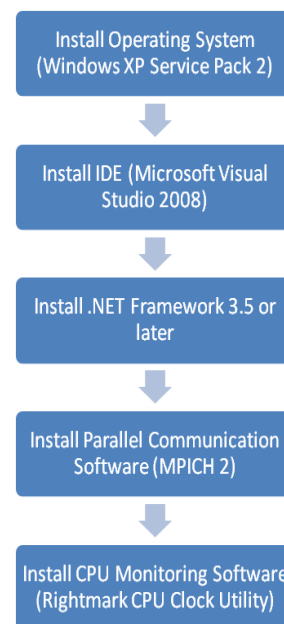 Install Operating System
(Windows XP Service Pack 2)
Install IDE (Microsoft Visual
Studio 2008)
Install .NET Framework 3.5 or
later
Install Parallel Communication
Software (MPICH 2)
Install CPU Monitoring Software
(Rightmark CPU Clock Utility)